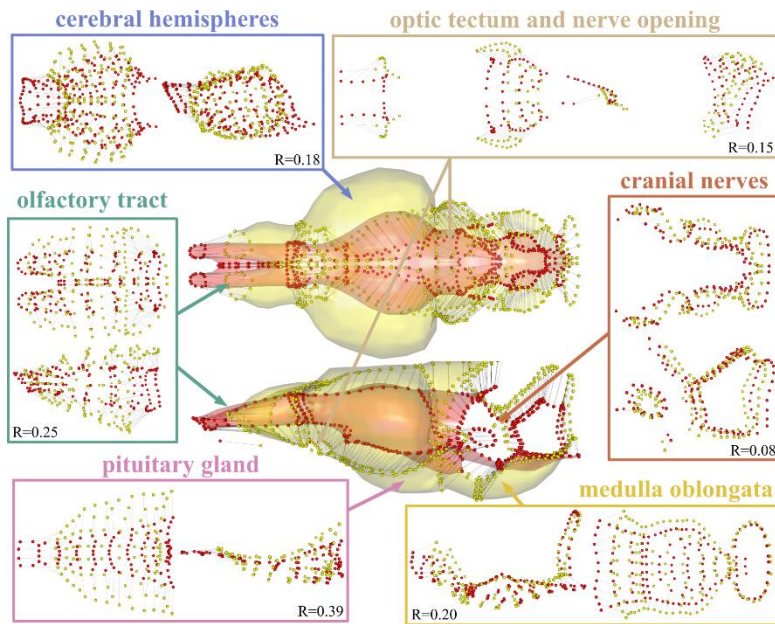 cerebral hemispheres
optic tectum and nerve opening
R=0.18
R=0.15
olfactory tract
cranial nerves
R=0.25
R=0.08
pituitary gland
medulla oblongata
R=0.39
R=0.20